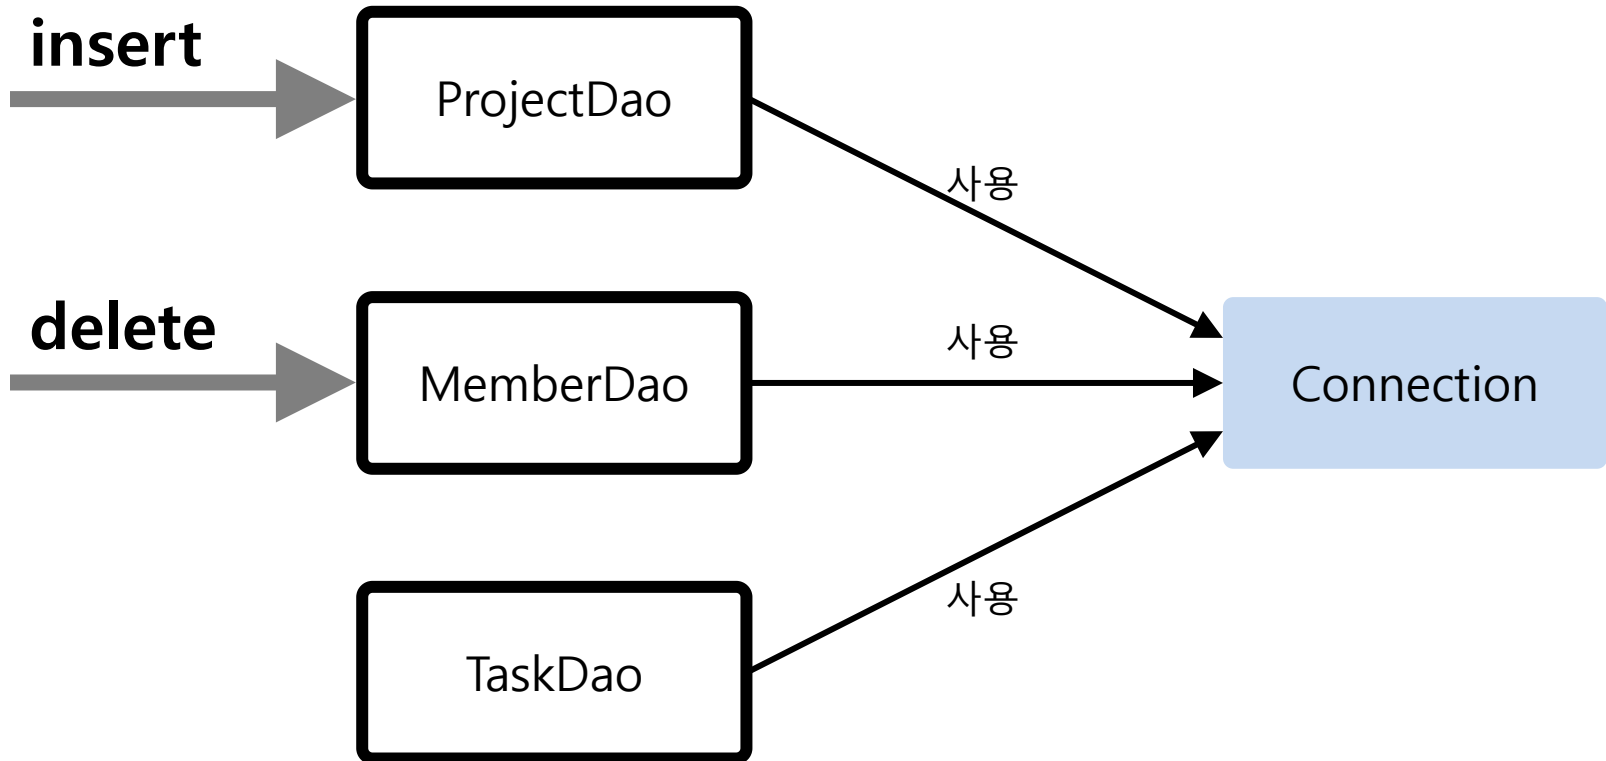 insert
ProjectDao
사용
delete
MemberDao
사용
Connection
사용
TaskDao